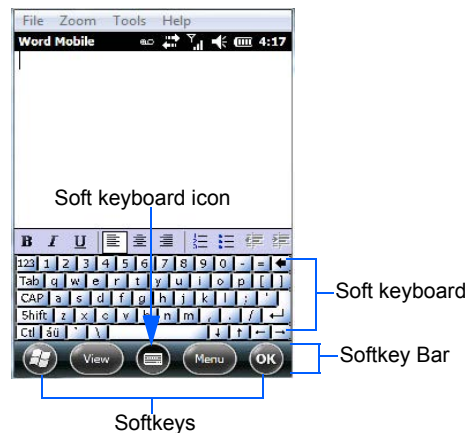 File Zoom Tools Help
Word Mobile 4:17
Soft keyboard icon
B I U
123 1 2 3 4 5 6 7 8 9 0 - =
Tab q w e r t y u i o p [ ]
CAP a s d f g h j k l ; '
Shift z x c v b n m , . /
Ctl áü ` \
Soft keyboard
View Menu OK
Softkey Bar
Softkeys